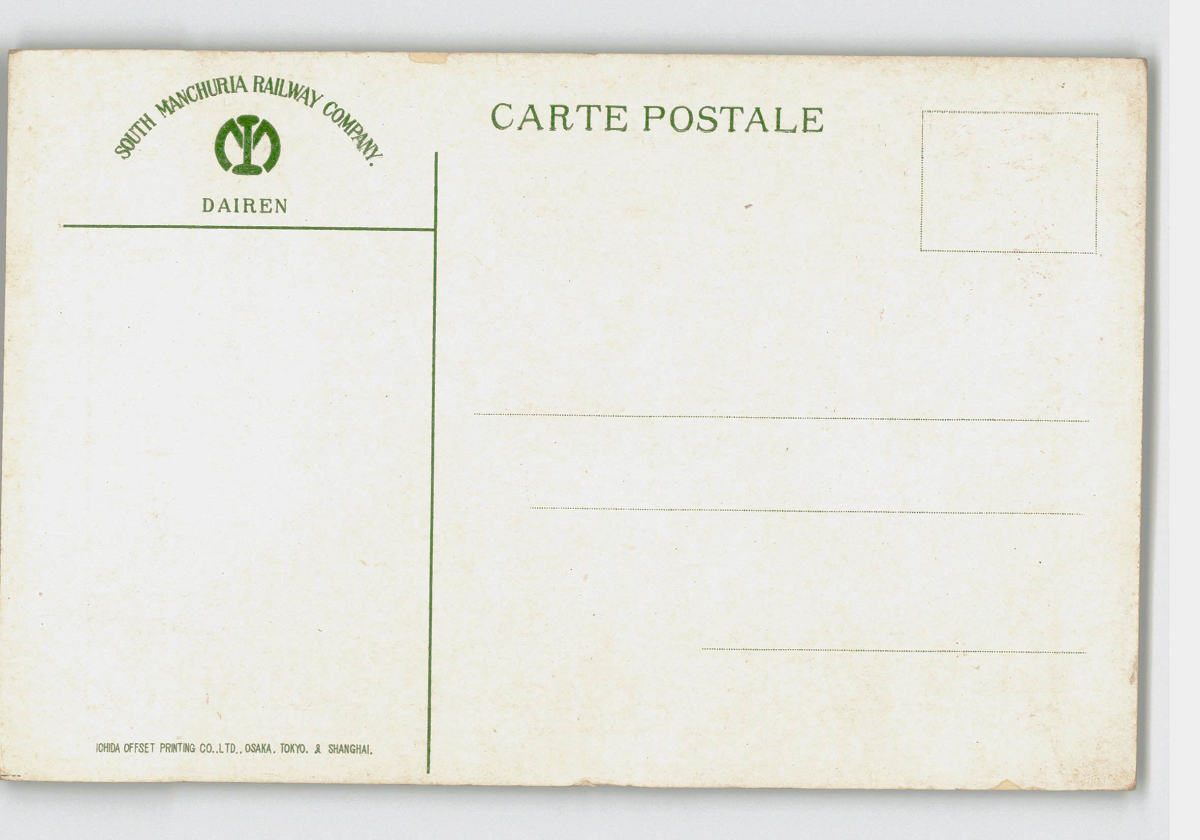 SOUTH MANCHURIA RAILWAY COMPANY.
DAIREN
CARTE POSTALE
ICHIDA OFFSET PRINTING CO.,LTD., OSAKA, TOKYO, & SHANGHAI.